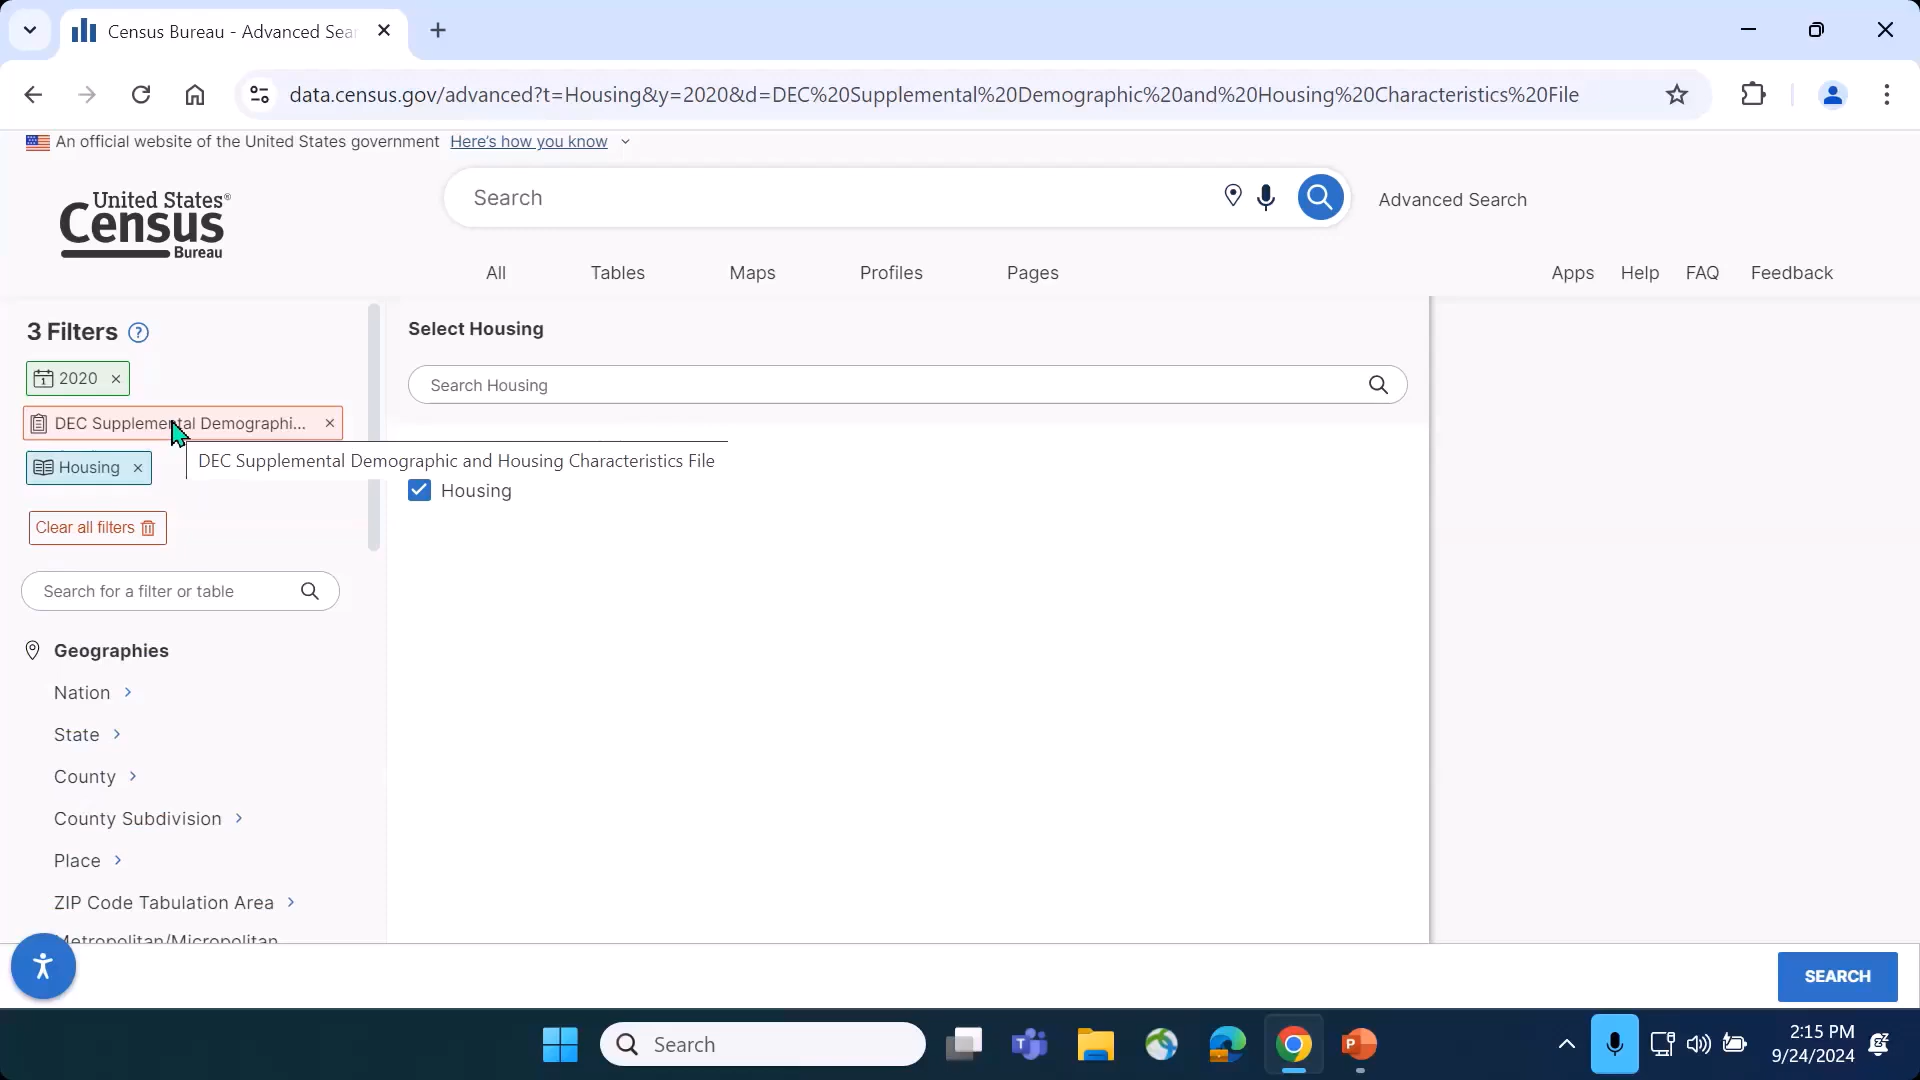 Census Bureau - Advanced Sear
data.census.gov/advanced?t=Housing&y=2020&d=DEC%20Supplemental%20Demographic%20and%20Housing%20Characteristics%20File
An official website of the United States government Here's how you know
United States®
Census
Bureau
Search
Advanced Search
All Tables Maps Profiles Pages Apps Help FAQ Feedback
3 Filters ?
1 2020 ×
DEC Supplemental Demographi... ×
DEC Supplemental Demographic and Housing Characteristics File
Housing ×
Clear all filters
Search for a filter or table
Geographies
Nation
State
County
County Subdivision
Place
ZIP Code Tabulation Area
Metropolitan/Micropolitan
Select Housing
Search Housing
Housing
SEARCH
Search
2:15 PM
9/24/2024